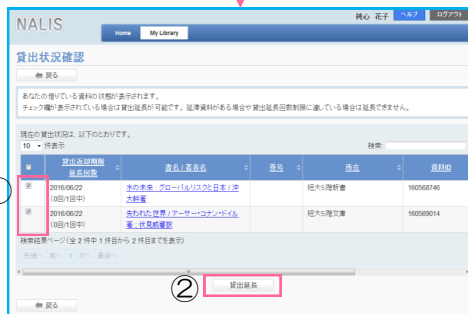 NALIS
純心 花子 ヘルプ ログアウト
Home My Library
貸出状況確認
戻る
あなたの借りている資料の状態が表示されます。
チェック欄が表示されている場合は貸出延長が可能です。延滞資料がある場合や貸出延長回数制限に達している場合は延長できません。
現在の貸出状況は、以下のとおりです。
10 件表示 検索:
貸出返却期限 延長回数 書名/著者名 巻号 所在 資料ID
2016/06/22 水の未来:グローバルリスクと日本/沖 短大5階新書 160568746
(0回/1回中) 大幹著
2016/06/22 失われた世界/アーサー・コナン・ドイル 短大5階文庫 160569014
(0回/1回中) 著;伏見威蕃訳
検索結果ページ(全 2 件中 1 件目から 2 件目までを表示)
先頭へ 前へ 1 次へ 最後へ
② 貸出延長
戻る